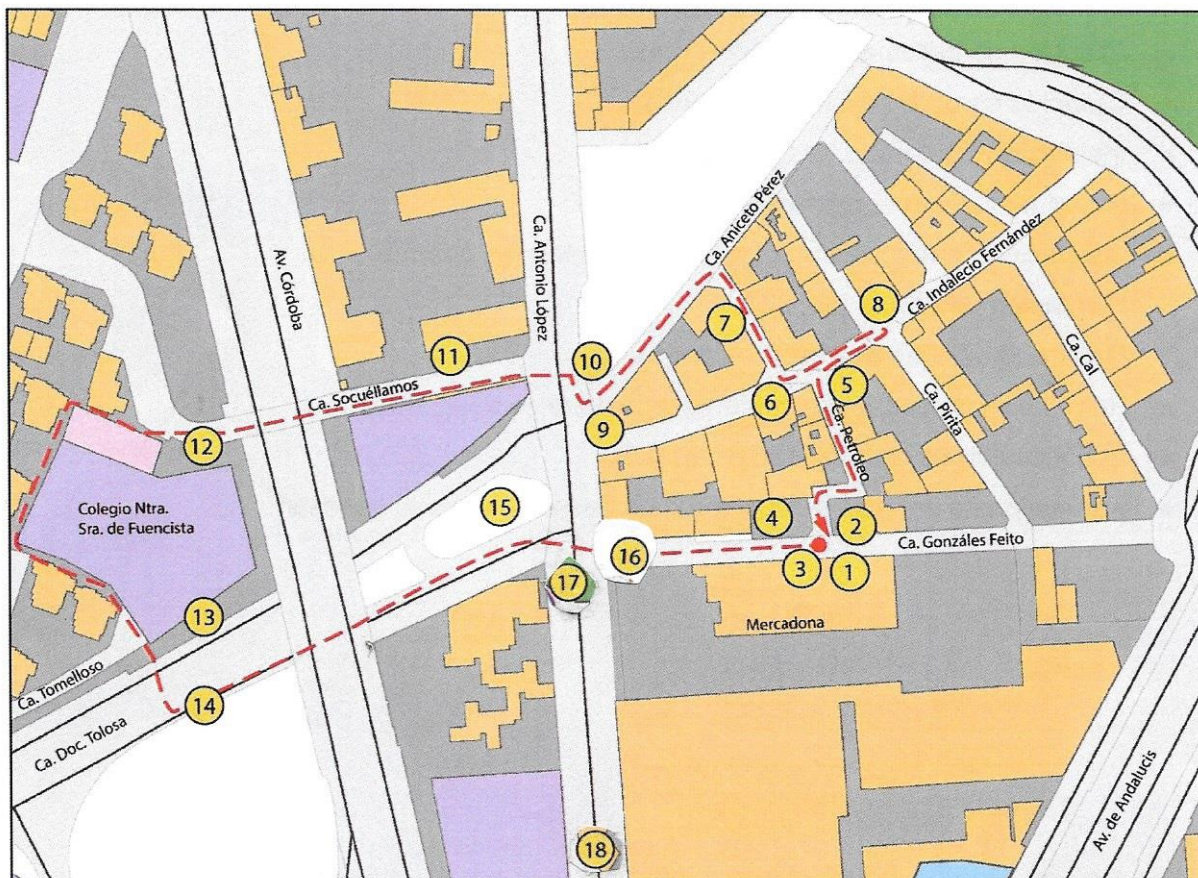 Ca. Aniceto Pérez
Ca. Antonio López
Av. Córdoba
Ca. Indalecio Fernández
8
7
11
10
Ca. Cal
5
6
Ca. Pirita
Ca. Petróleo
Ca. Socuéllamos
9
12
Colegio Ntra.
Sra. de Fuencista
15
4
2
Ca. Gonzáles Feito
16
3
1
17
13
Mercadona
Ca. Tomelloso
14
Ca. Doc. Tolosa
Av. de Andalucis
18